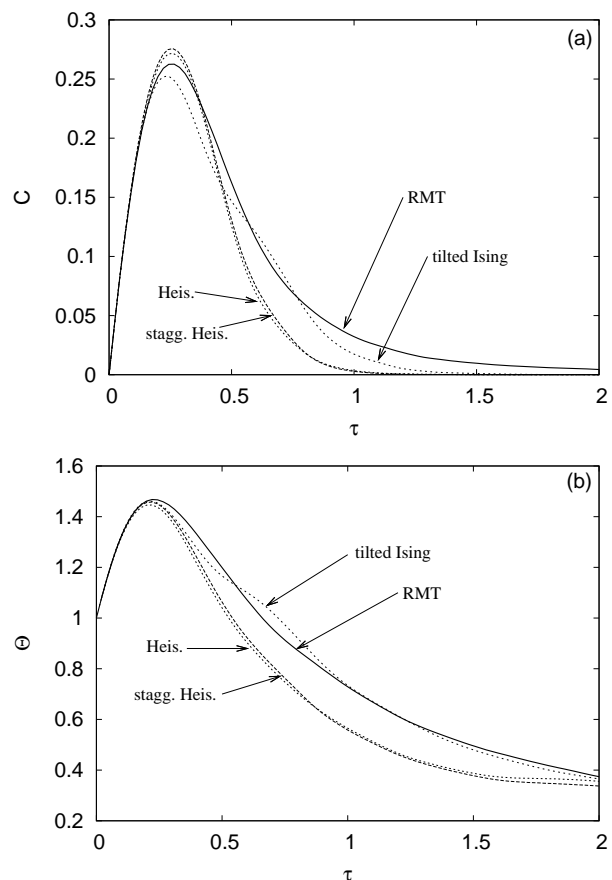 (a)
0.3
0.25
0.2
0.15
0.1
0.05
0
C
RMT
tilted Ising
Heis.
stagg. Heis.
0 0.5 1 1.5 2
τ
(b)
1.6
1.4
1.2
1
0.8
0.6
0.4
0.2
Θ
tilted Ising
RMT
Heis.
stagg. Heis.
0 0.5 1 1.5 2
τ